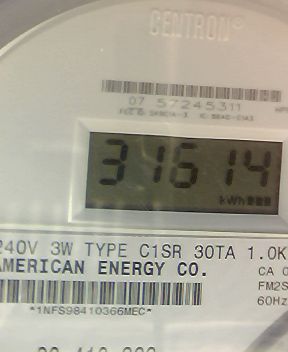 CENTRON®
07 57245311
31614
kWh
240V 3W TYPE C1SR 30TA 1.0K
AMERICAN ENERGY CO.
CA 0
FM2S
60Hz
*1NFS98410366MEC*